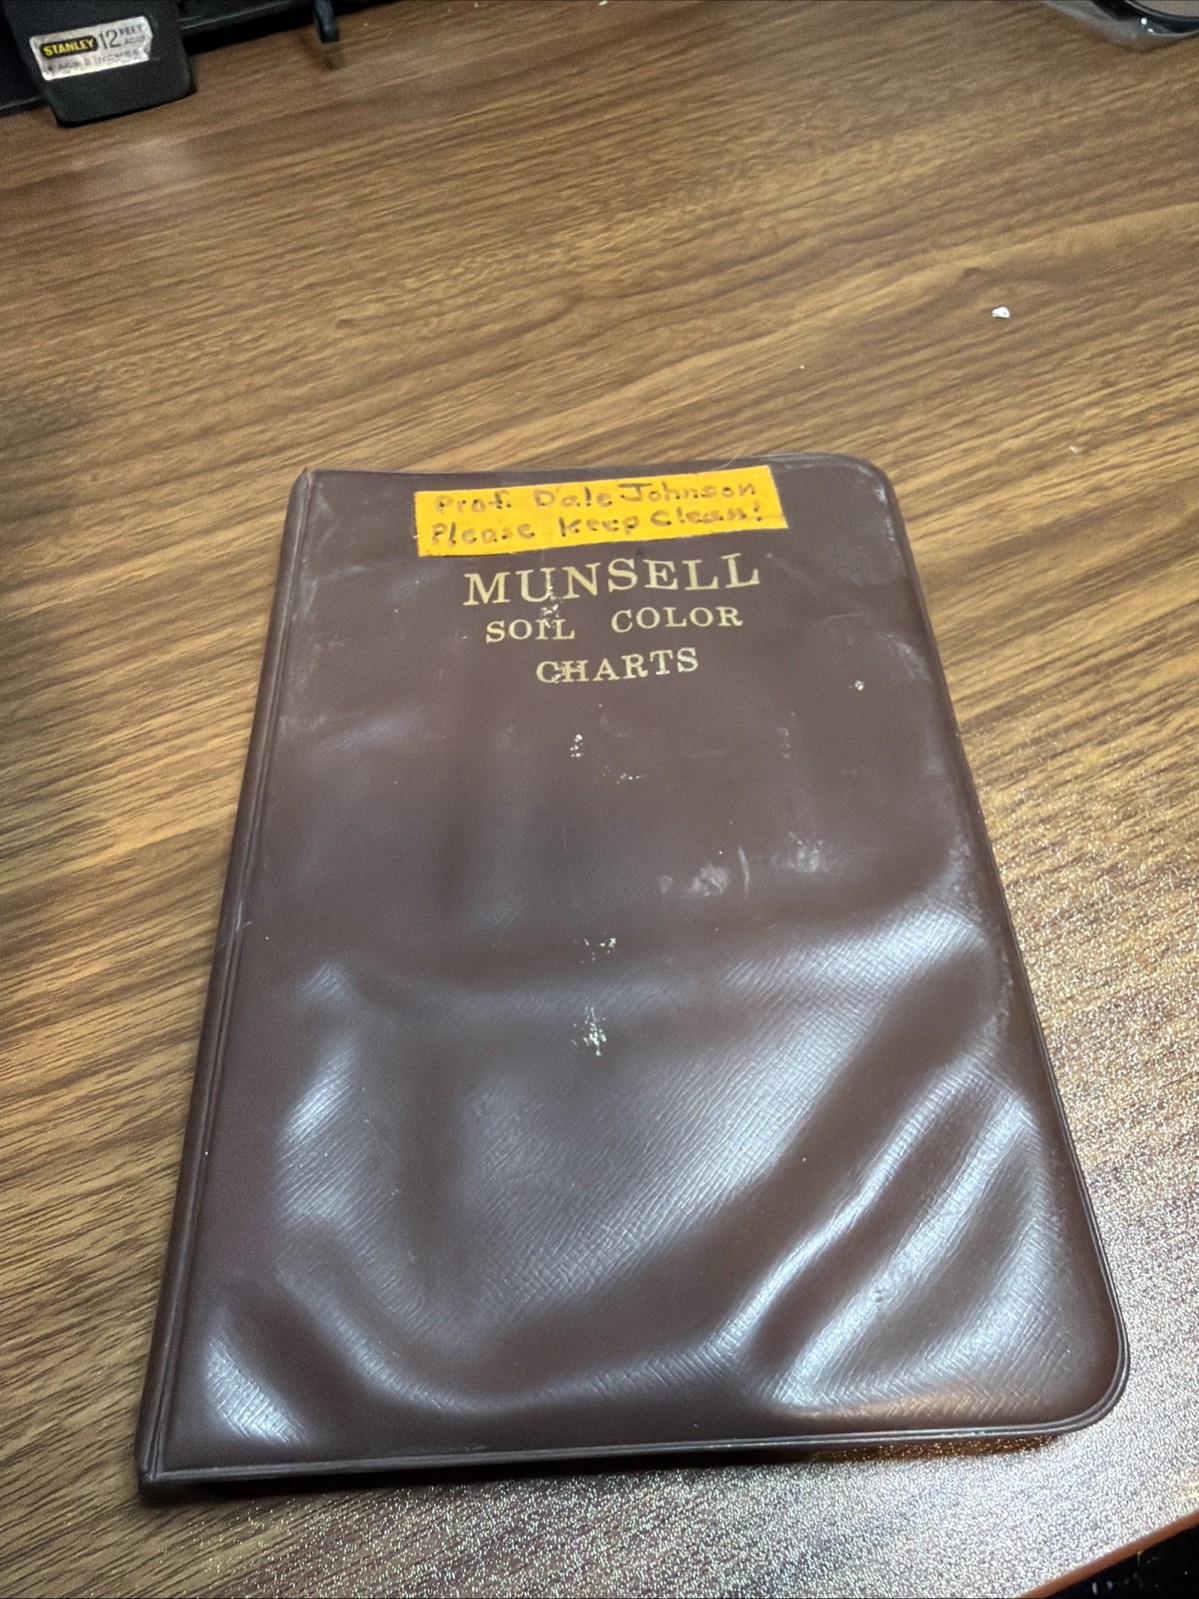 STANLEY 12 FEET
Prof. Dale Johnson
Please Keep Clean!
MUNSELL
SOIL COLOR
CHARTS